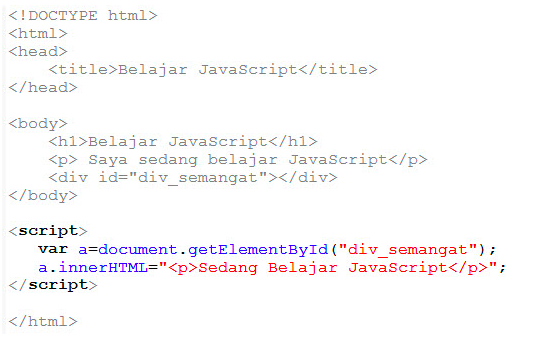 <!DOCTYPE html>
<html>
<head>
    <title>Belajar JavaScript</title>
</head>

<body>
    <h1>Belajar JavaScript</h1>
    <p> Saya sedang belajar JavaScript</p>
    <div id="div_semangat"></div>
</body>

<script>
   var a=document.getElementById("div_semangat");
   a.innerHTML="<p>Sedang Belajar JavaScript</p>";
</script>

</html>